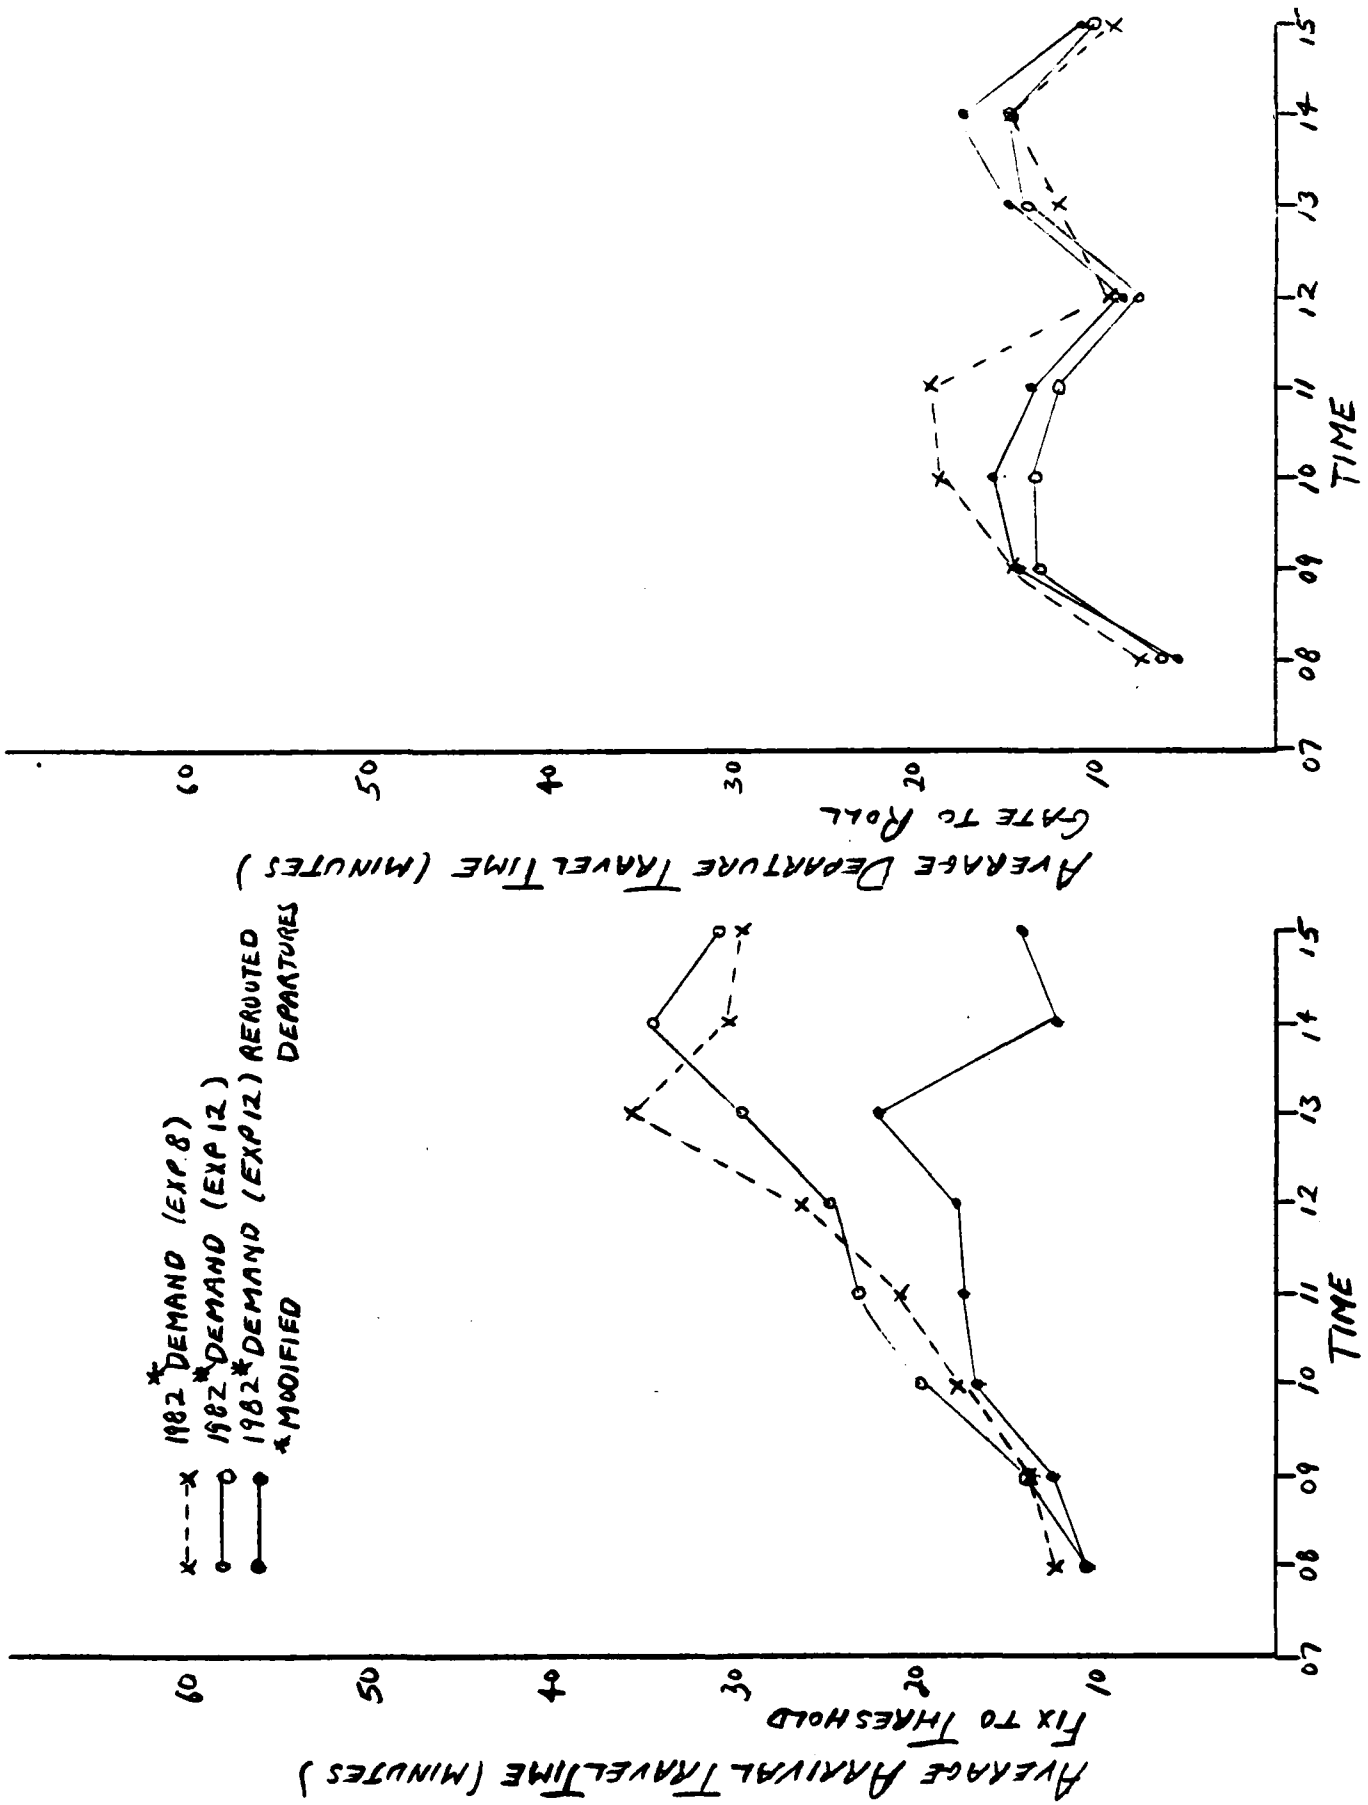 x----x 1982* DEMAND (EXP. 8)
o——o 1982* DEMAND (EXP 12)
●——● 1982* DEMAND (EXP 12) REROUTED
DEPARTURES
* MODIFIED
AVERAGE ARRIVAL TRAVEL TIME (MINUTES)
FIX TO THRESHOLD
60
50
40
30
20
10
07 08 09 10 11 12 13 14 15
TIME
AVERAGE DEPARTURE TRAVEL TIME (MINUTES)
GATE TO ROLL
60
50
40
30
20
10
07 08 09 10 11 12 13 14 15
TIME